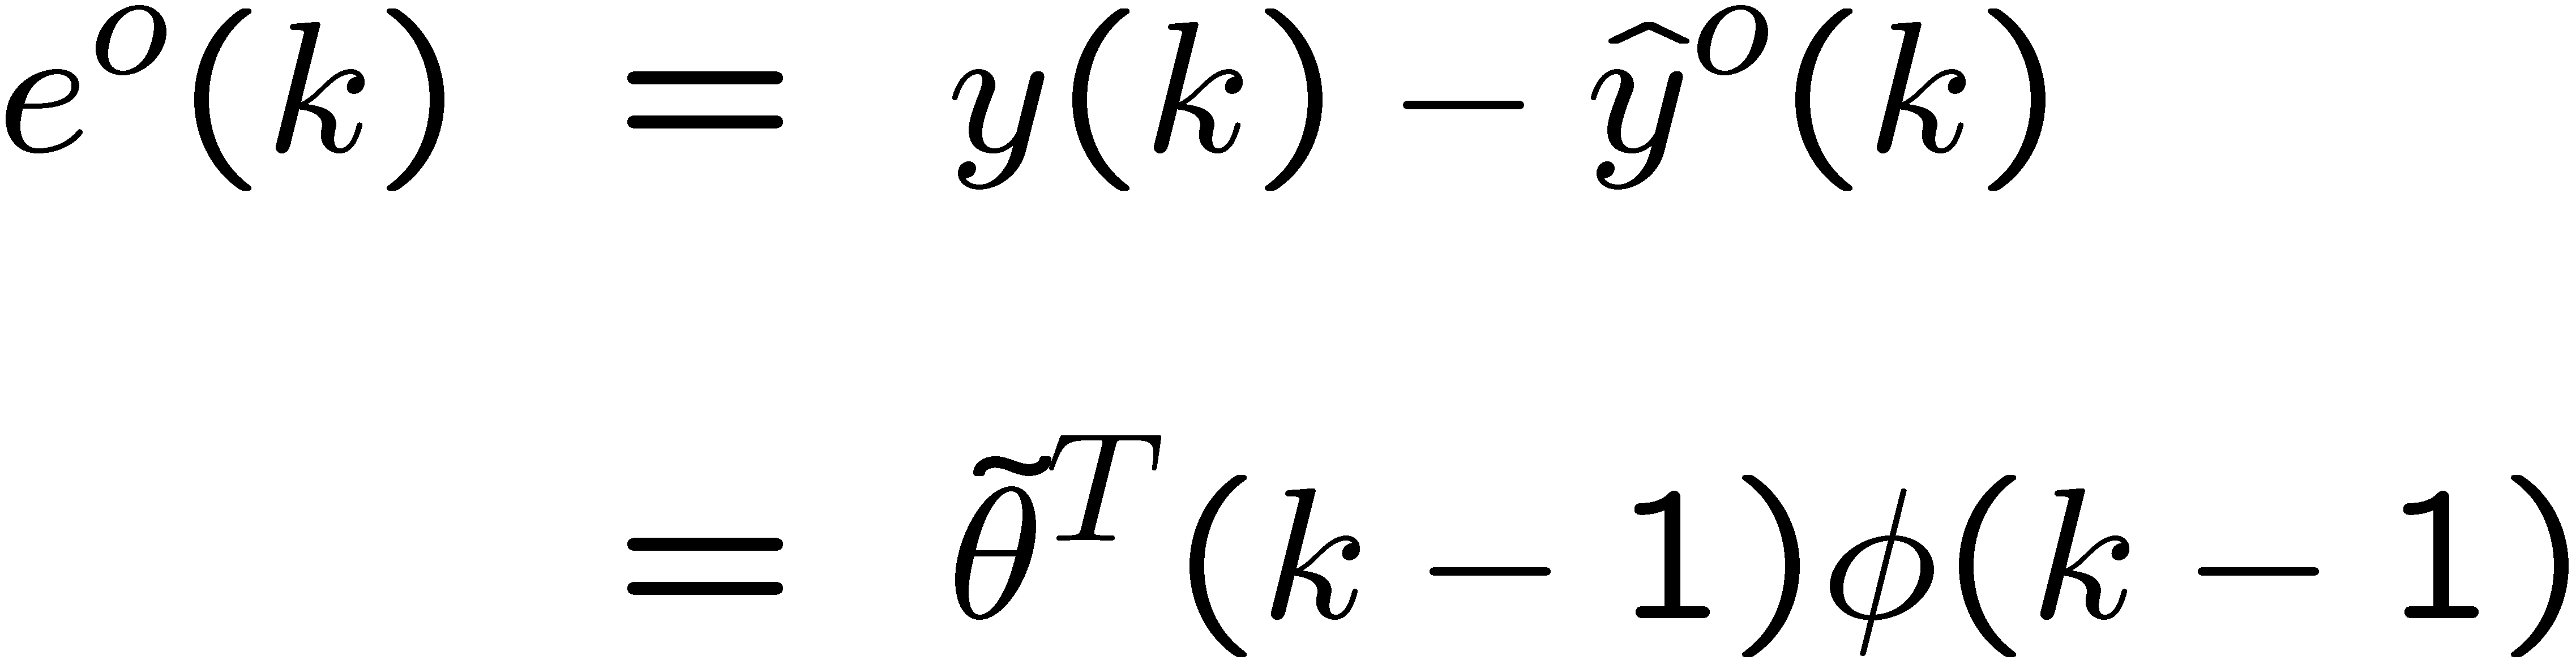 e^o(k) = y(k) − ŷ^o(k)
= θ̃^T(k − 1)ϕ(k − 1)